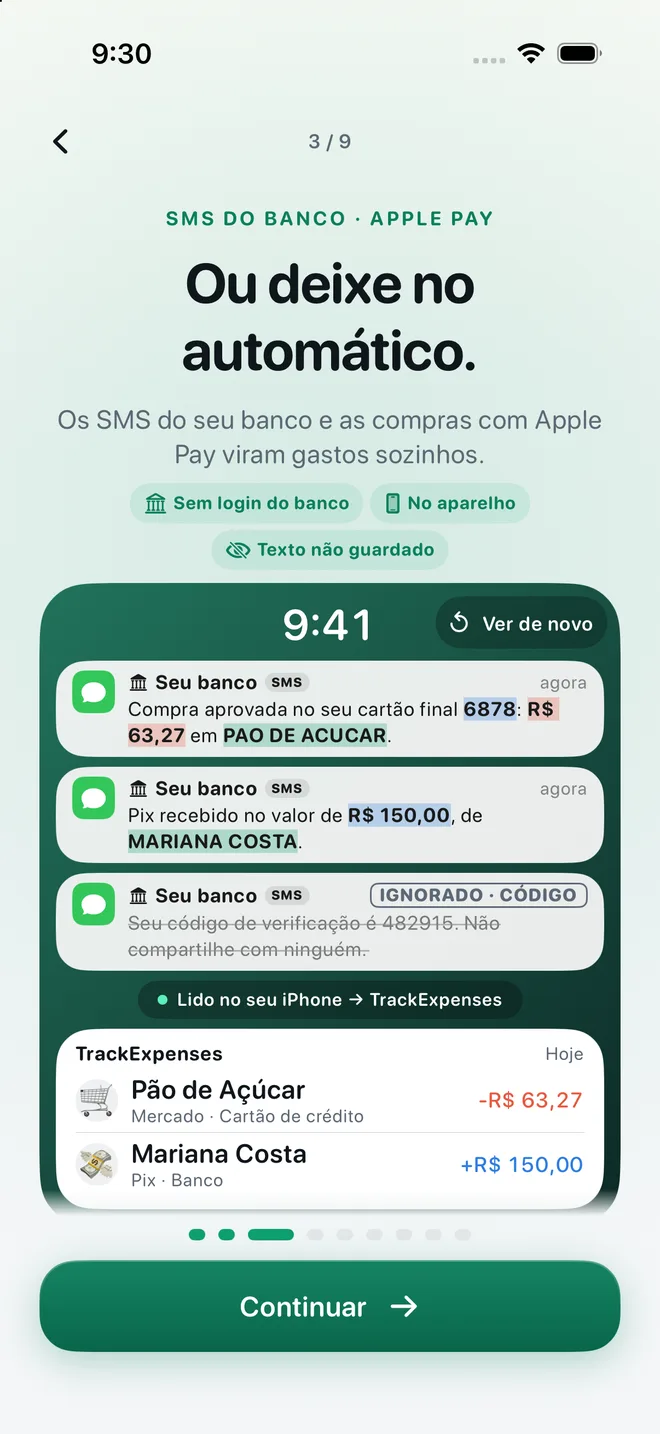 9:30
3 / 9
SMS DO BANCO · APPLE PAY
Ou deixe no
automático.
Os SMS do seu banco e as compras com Apple
Pay viram gastos sozinhos.
Sem login do banco
No aparelho
Texto não guardado
9:41
Ver de novo
Seu banco SMS agora
Compra aprovada no seu cartão final 6878: R$
63,27 em PAO DE ACUCAR.
Seu banco SMS agora
Pix recebido no valor de R$ 150,00, de
MARIANA COSTA.
Seu banco SMS IGNORADO · CÓDIGO
Seu código de verificação é 482915. Não
compartilhe com ninguém.
Lido no seu iPhone → TrackExpenses
TrackExpenses Hoje
Pão de Açúcar
Mercado · Cartão de crédito
-R$ 63,27
Mariana Costa
Pix · Banco
+R$ 150,00
Continuar →